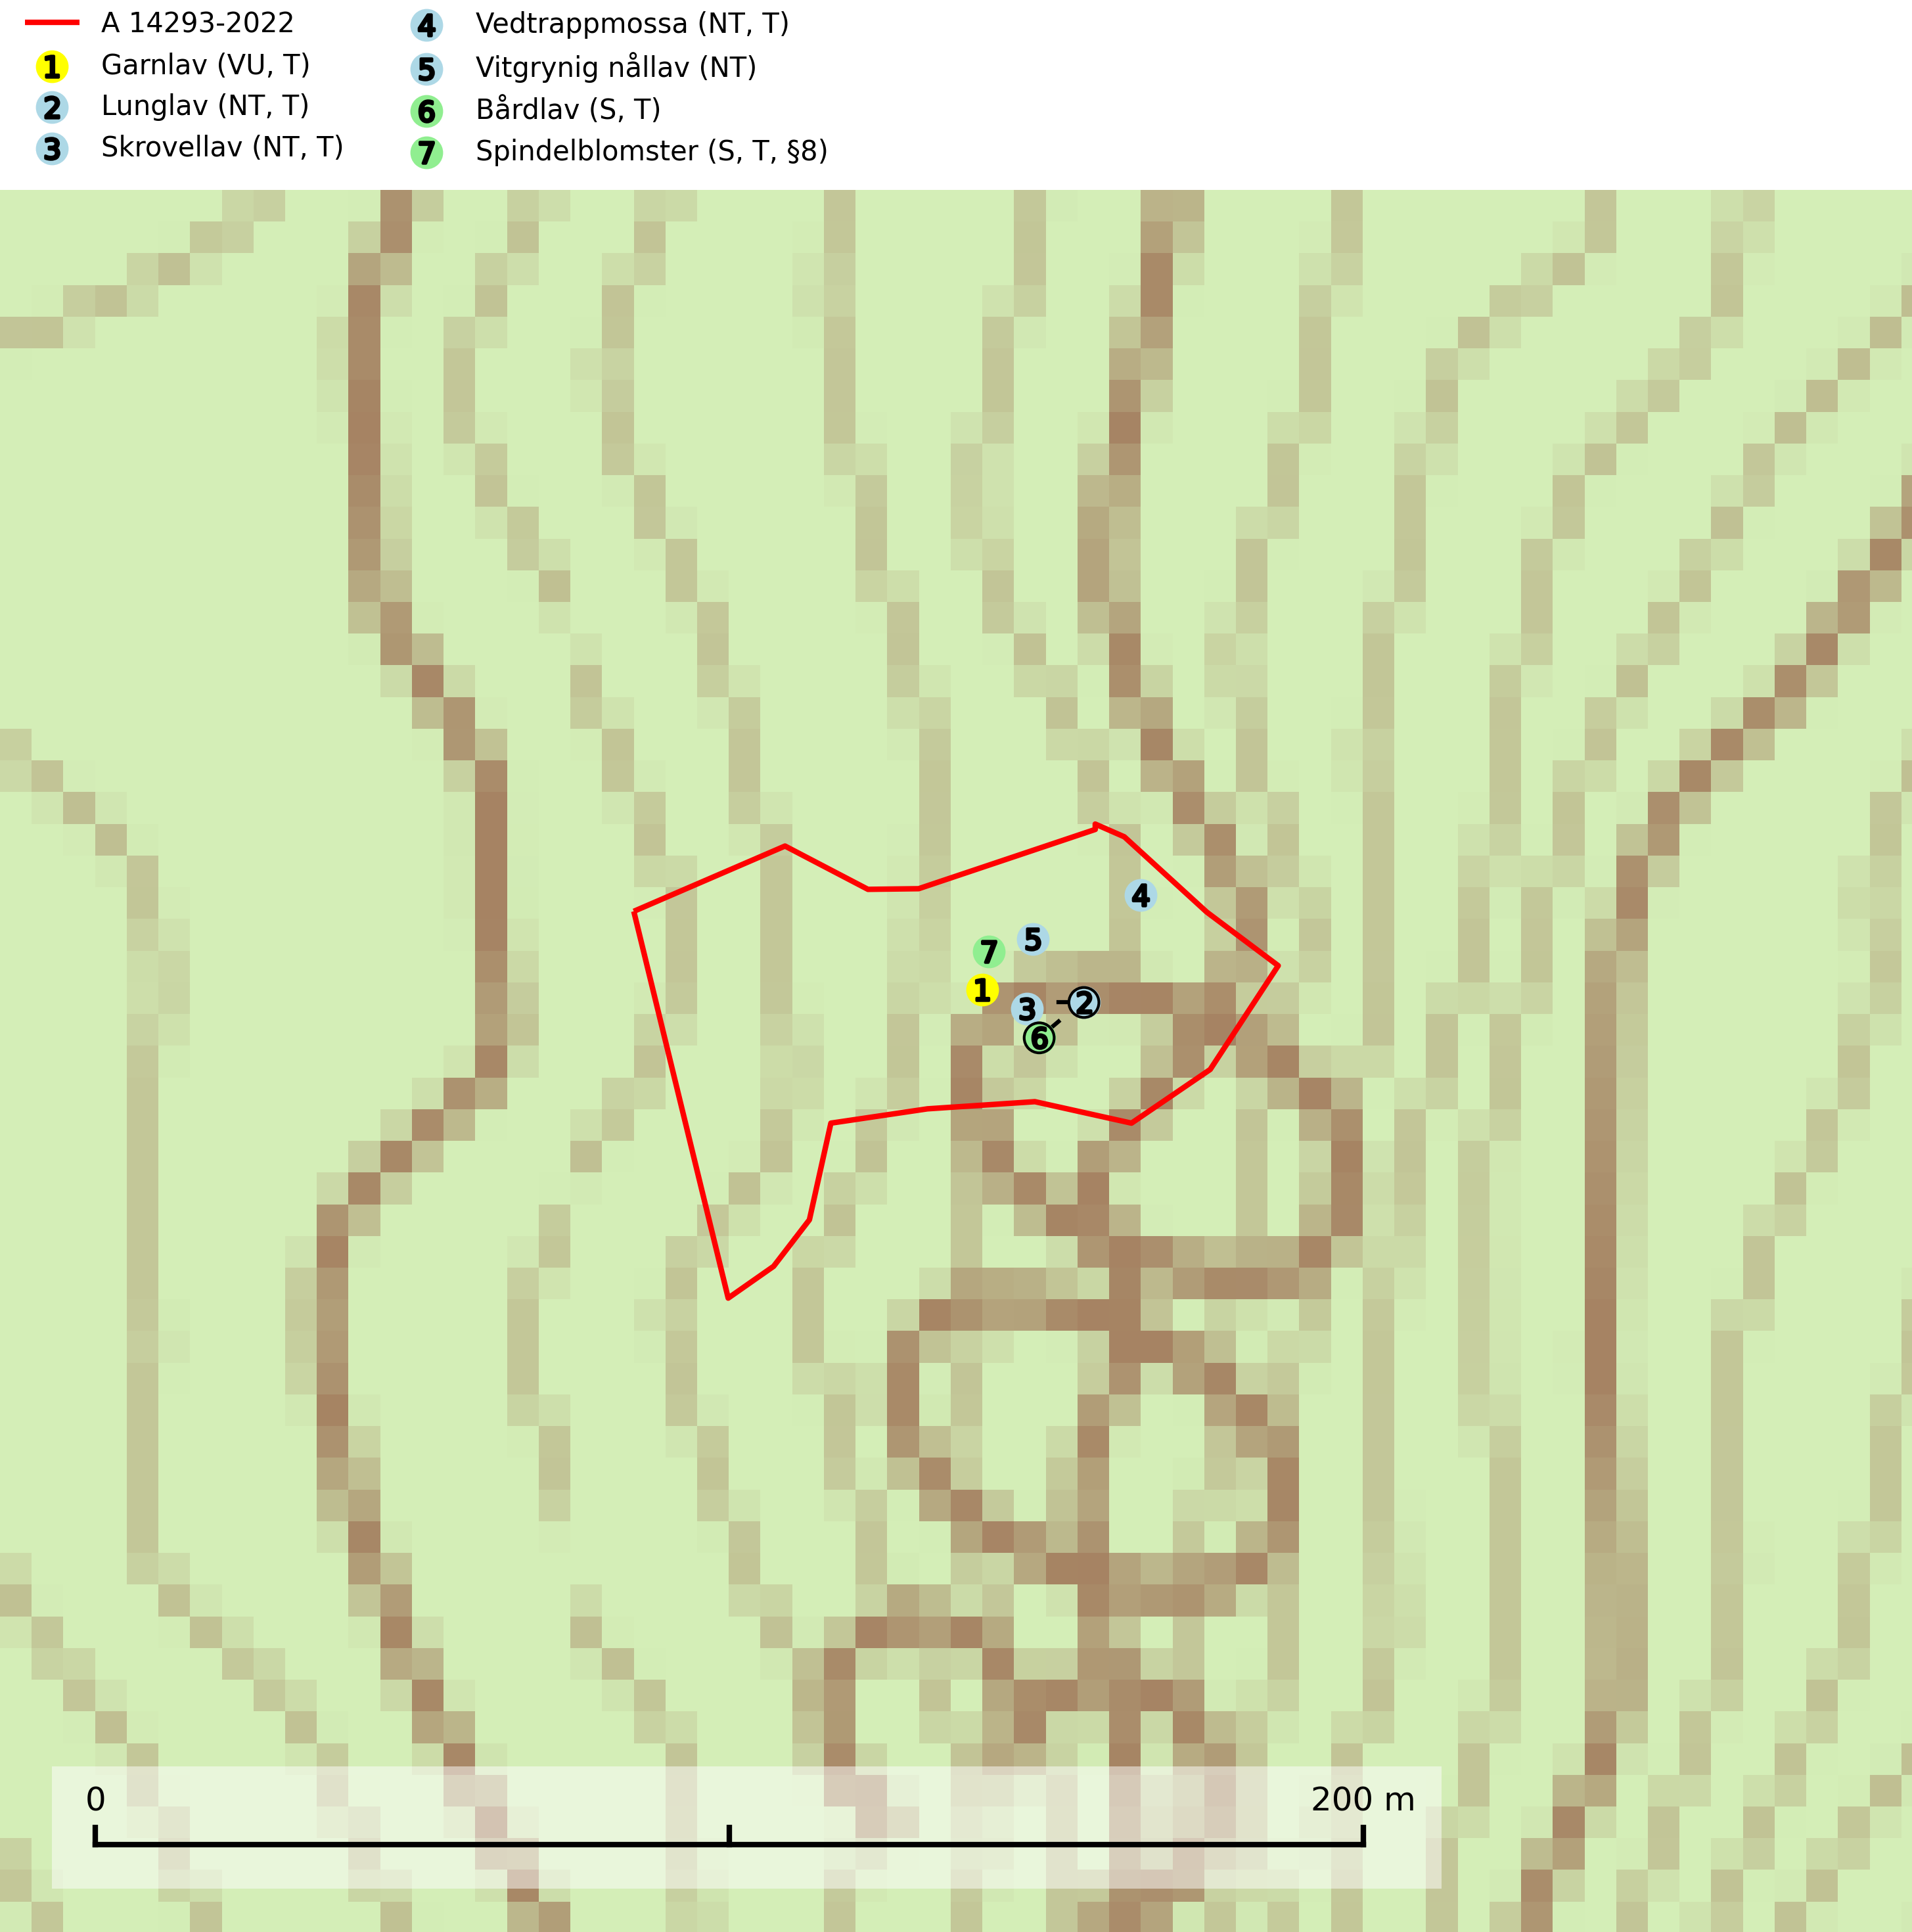 A 14293-2022
1 Garnlav (VU, T)
2 Lunglav (NT, T)
3 Skrovellav (NT, T)
4 Vedtrappmossa (NT, T)
5 Vitgrynig nållav (NT)
6 Bårdlav (S, T)
7 Spindelblomster (S, T, §8)
4
5
7
1
2
3
6
0 200 m